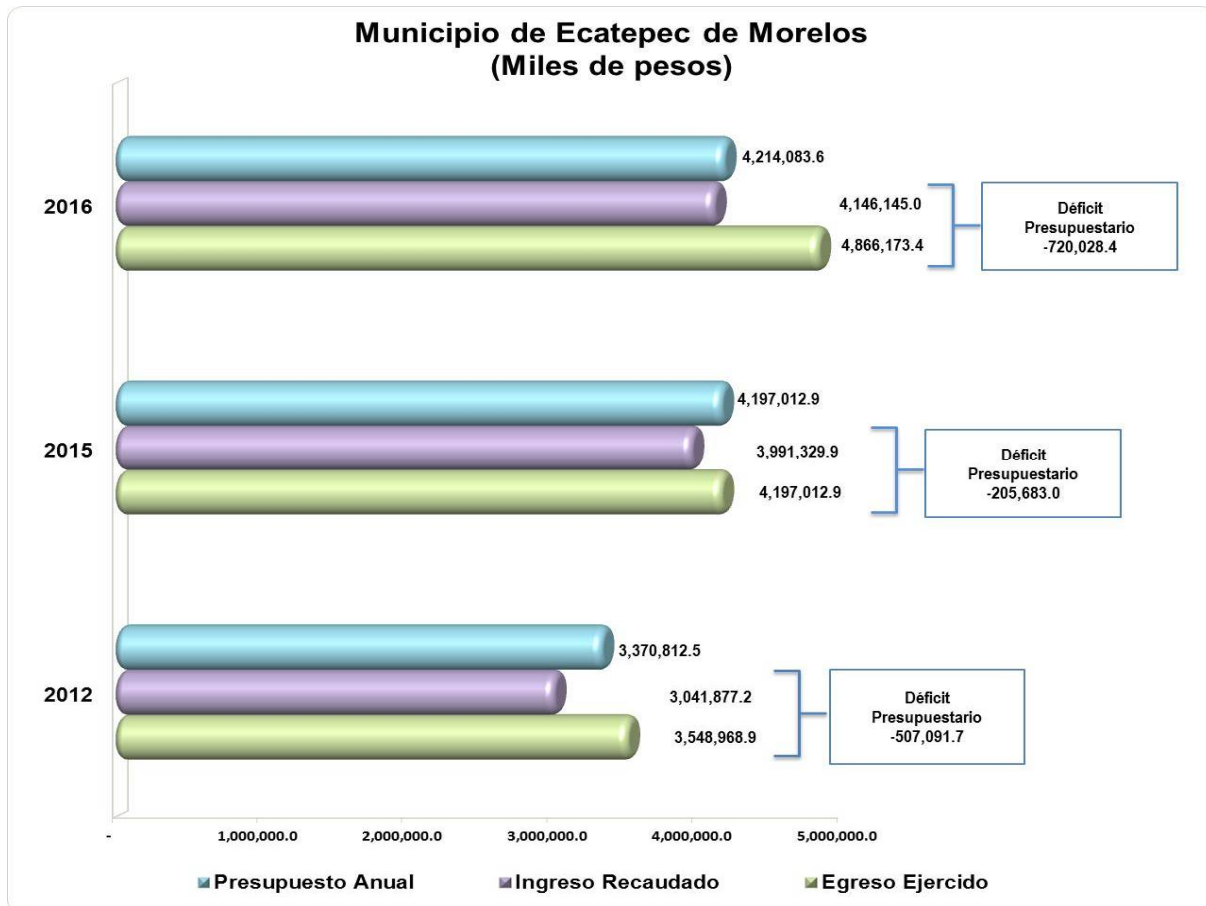 Municipio de Ecatepec de Morelos
(Miles de pesos)
2016
4,214,083.6
4,146,145.0
4,866,173.4
Déficit
Presupuestario
-720,028.4
2015
4,197,012.9
3,991,329.9
4,197,012.9
Déficit
Presupuestario
-205,683.0
2012
3,370,812.5
3,041,877.2
3,548,968.9
Déficit
Presupuestario
-507,091.7
- 1,000,000.0 2,000,000.0 3,000,000.0 4,000,000.0 5,000,000.0
Presupuesto Anual Ingreso Recaudado Egreso Ejercido